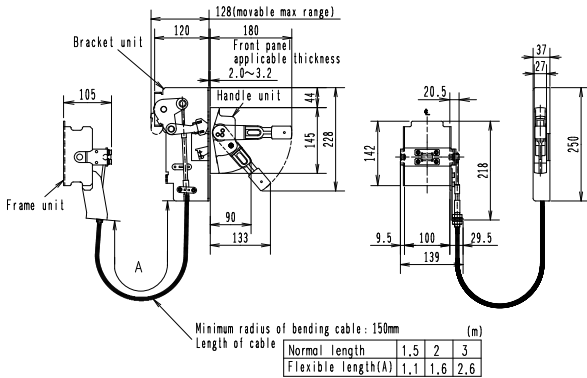 128(movable max range)
120
180
Bracket unit
Front panel
applicable thickness
2.0～3.2
Handle unit
105
44
145
228
Frame unit
90
133
A
37
27
20.5
142
218
250
9.5
100
29.5
139
Minimum radius of bending cable: 150mm
Length of cable
(m)
Normal length 1.5 2 3
Flexible length(A) 1.1 1.6 2.6